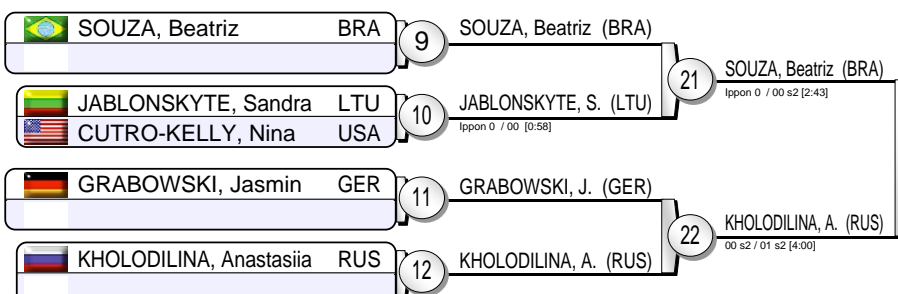 SOUZA, Beatriz BRA
9
SOUZA, Beatriz (BRA)
21
SOUZA, Beatriz (BRA)
Ippon 0 / 00 s2 [2:43]
JABLONSKYTE, Sandra LTU
CUTRO-KELLY, Nina USA
10
JABLONSKYTE, S. (LTU)
Ippon 0 / 00 [0:58]
GRABOWSKI, Jasmin GER
11
GRABOWSKI, J. (GER)
22
KHOLODILINA, A. (RUS)
00 s2 / 01 s2 [4:00]
KHOLODILINA, Anastasiia RUS
12
KHOLODILINA, A. (RUS)